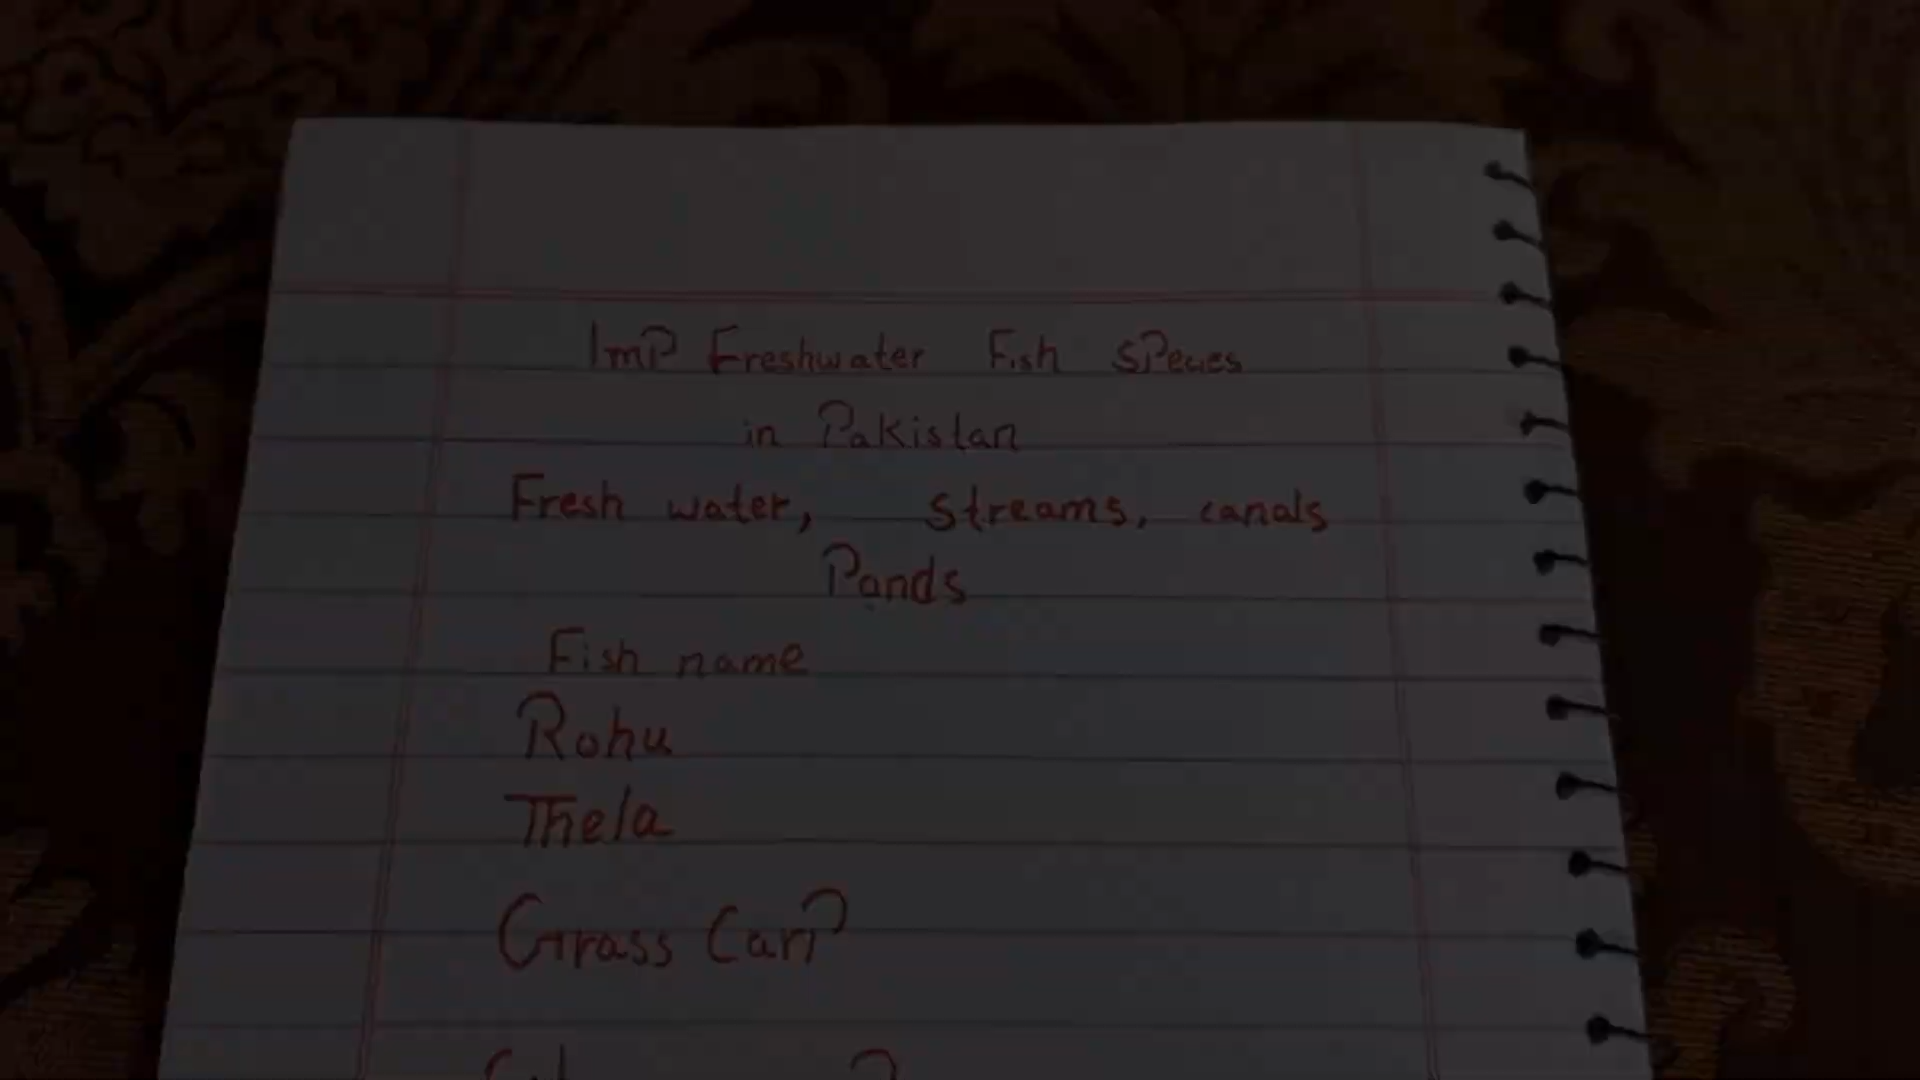 Imp Freshwater Fish Species
in Pakistan
Fresh water, streams, canals
Ponds
Fish name
Rohu
Thela
Grass Carp